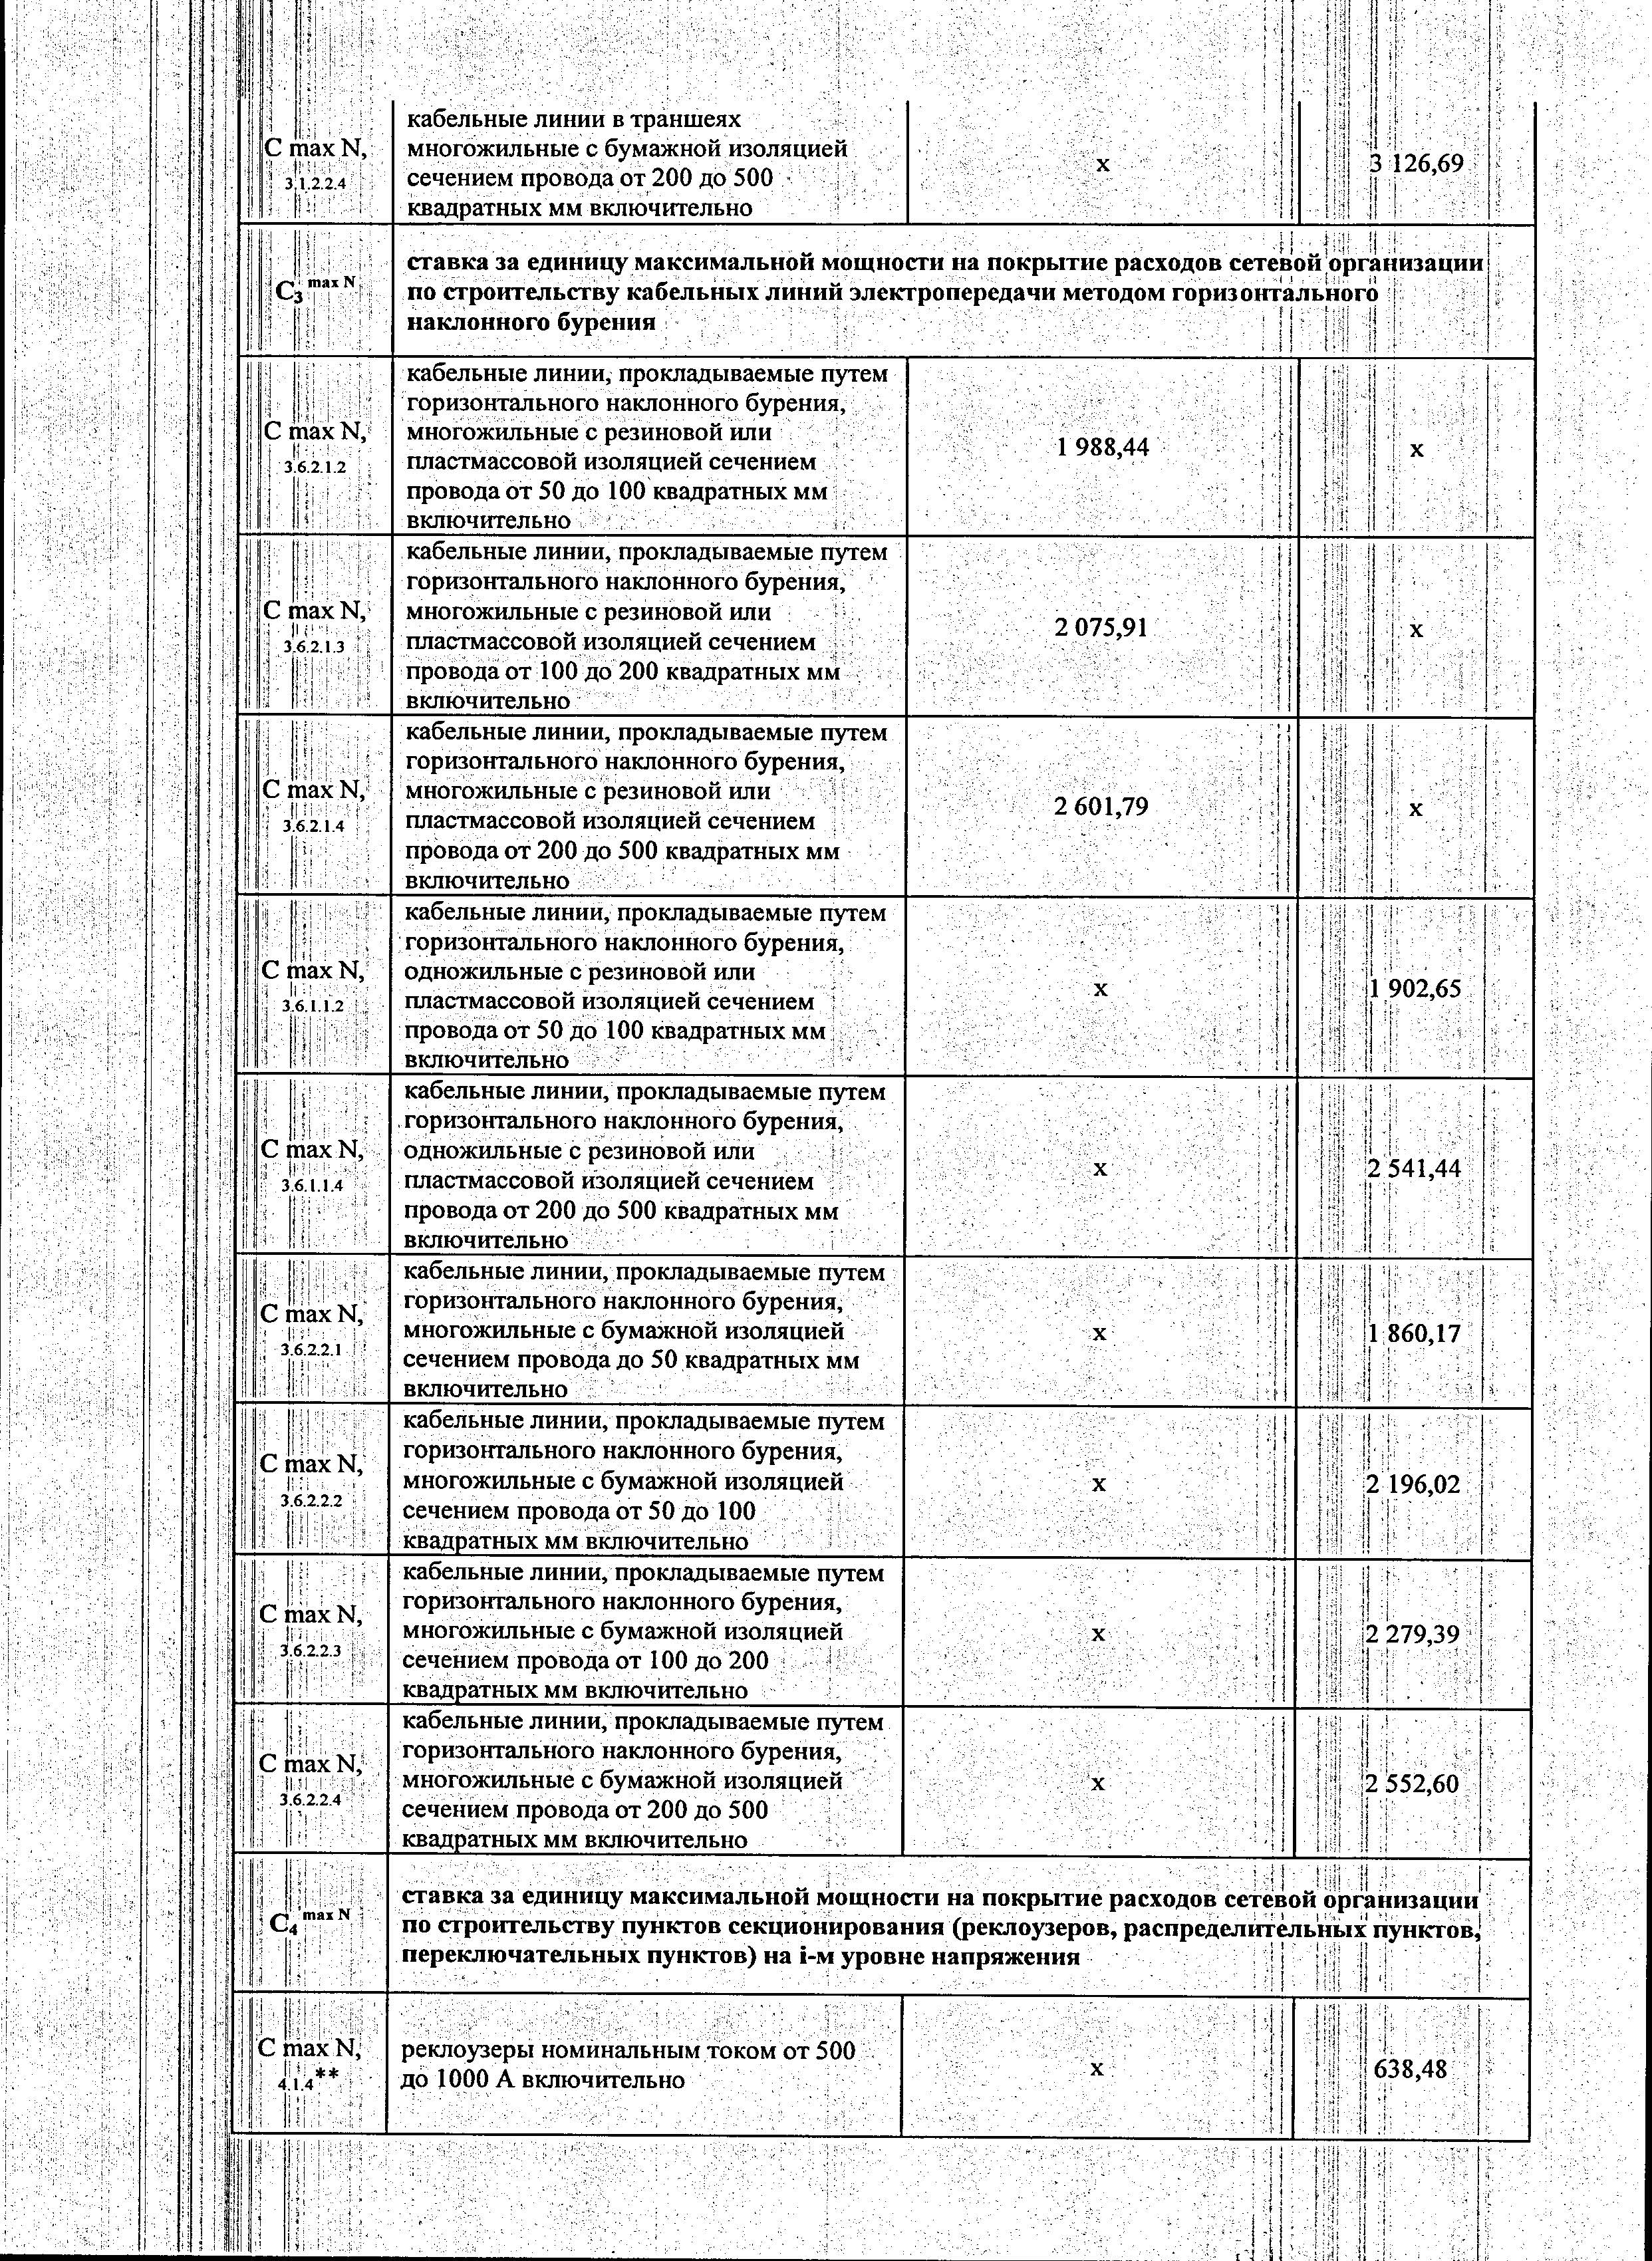 кабельные линии в траншеях
C max N, многожильные с бумажной изоляцией
3.1.2.2.4 сечением провода от 200 до 500 x 3 126,69
квадратных мм включительно
ставка за единицу максимальной мощности на покрытие расходов сетевой организации
C3 max N по строительству кабельных линий электропередачи методом горизонтального
наклонного бурения
кабельные линии, прокладываемые путем
горизонтального наклонного бурения,
C max N, многожильные с резиновой или 1 988,44 x
3.6.2.1.2 пластмассовой изоляцией сечением
провода от 50 до 100 квадратных мм
включительно
кабельные линии, прокладываемые путем
горизонтального наклонного бурения,
C max N, многожильные с резиновой или 2 075,91 x
3.6.2.1.3 пластмассовой изоляцией сечением
провода от 100 до 200 квадратных мм
включительно
кабельные линии, прокладываемые путем
горизонтального наклонного бурения,
C max N, многожильные с резиновой или 2 601,79 x
3.6.2.1.4 пластмассовой изоляцией сечением
провода от 200 до 500 квадратных мм
включительно
кабельные линии, прокладываемые путем
горизонтального наклонного бурения,
C max N, одножильные с резиновой или x 1 902,65
3.6.1.1.2 пластмассовой изоляцией сечением
провода от 50 до 100 квадратных мм
включительно
кабельные линии, прокладываемые путем
горизонтального наклонного бурения,
C max N, одножильные с резиновой или x 2 541,44
3.6.1.1.4 пластмассовой изоляцией сечением
провода от 200 до 500 квадратных мм
включительно
кабельные линии, прокладываемые путем
горизонтального наклонного бурения,
C max N, многожильные с бумажной изоляцией x 1 860,17
3.6.2.2.1 сечением провода до 50 квадратных мм
включительно
кабельные линии, прокладываемые путем
горизонтального наклонного бурения,
C max N, многожильные с бумажной изоляцией x 2 196,02
3.6.2.2.2 сечением провода от 50 до 100
квадратных мм включительно
кабельные линии, прокладываемые путем
горизонтального наклонного бурения,
C max N, многожильные с бумажной изоляцией x 2 279,39
3.6.2.2.3 сечением провода от 100 до 200
квадратных мм включительно
кабельные линии, прокладываемые путем
горизонтального наклонного бурения,
C max N, многожильные с бумажной изоляцией x 2 552,60
3.6.2.2.4 сечением провода от 200 до 500
квадратных мм включительно
ставка за единицу максимальной мощности на покрытие расходов сетевой организации
C4 max N по строительству пунктов секционирования (реклоузеров, распределительных пунктов,
переключательных пунктов) на i-м уровне напряжения
C max N, реклоузеры номинальным током от 500 x 638,48
4.1.4** до 1000 А включительно